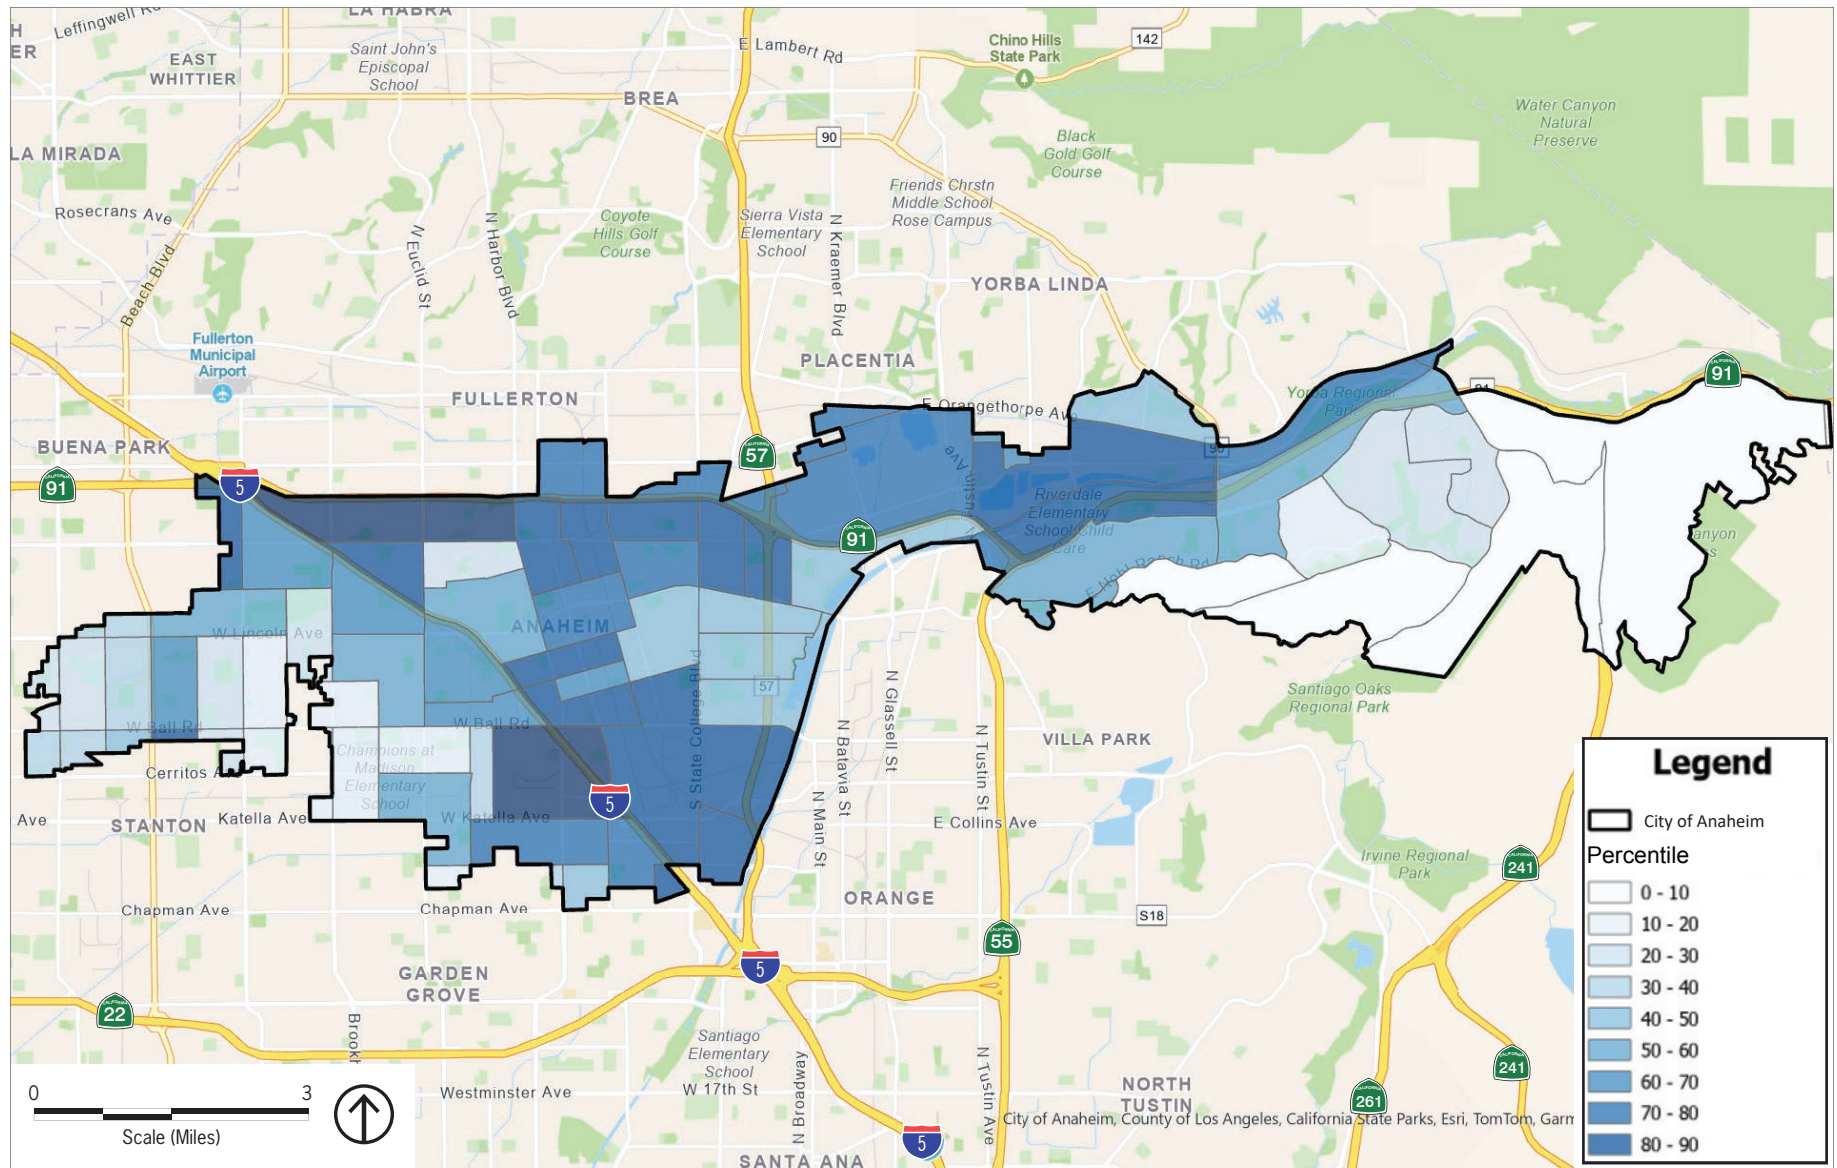 LA HABRA
Leffingwell Rd
H
ER
EAST
WHITTIER
Saint John's
Episcopal
School
E Lambert Rd
Chino Hills
State Park
142
BREA
90
Water Canyon
Natural
Preserve
Black
Gold Golf
Course
LA MIRADA
Friends Chrstn
Middle School
Rose Campus
Rosecrans Ave
Beach Blvd
N Euclid St
N Harbor Blvd
Coyote
Hills Golf
Course
Sierra Vista
Elementary
School
N Kraemer Blvd
YORBA LINDA
Fullerton
Municipal
Airport
PLACENTIA
FULLERTON
E Orangethorpe Ave
Yorba Regional
Park
91
91
BUENA PARK
57
90
91
5
91
Riverdale
Elementary
School Child
Care
anyon
s
E Nohl Ranch Rd
ANAHEIM
W Lincoln Ave
57
S State College Blvd
W Ball Rd
W Ball Rd
Santiago Oaks
Regional Park
N Glassell St
N Batavia St
N Tustin St
VILLA PARK
Champions at
Madison
Elementary
School
Cerritos A
5
Ave
STANTON
Katella Ave
W Katella Ave
N Main St
E Collins Ave
Irvine Regional
Park
241
ORANGE
Chapman Ave
Chapman Ave
S18
55
GARDEN
GROVE
5
22
Brookh
Santiago
Elementary
School
W 17th St
Westminster Ave
N Broadway
N Tustin Ave
NORTH
TUSTIN
241
261
5
SANTA ANA
City of Anaheim, County of Los Angeles, California State Parks, Esri, TomTom, Garm
0 3
Scale (Miles)
Legend
City of Anaheim
Percentile
0 - 10
10 - 20
20 - 30
30 - 40
40 - 50
50 - 60
60 - 70
70 - 80
80 - 90